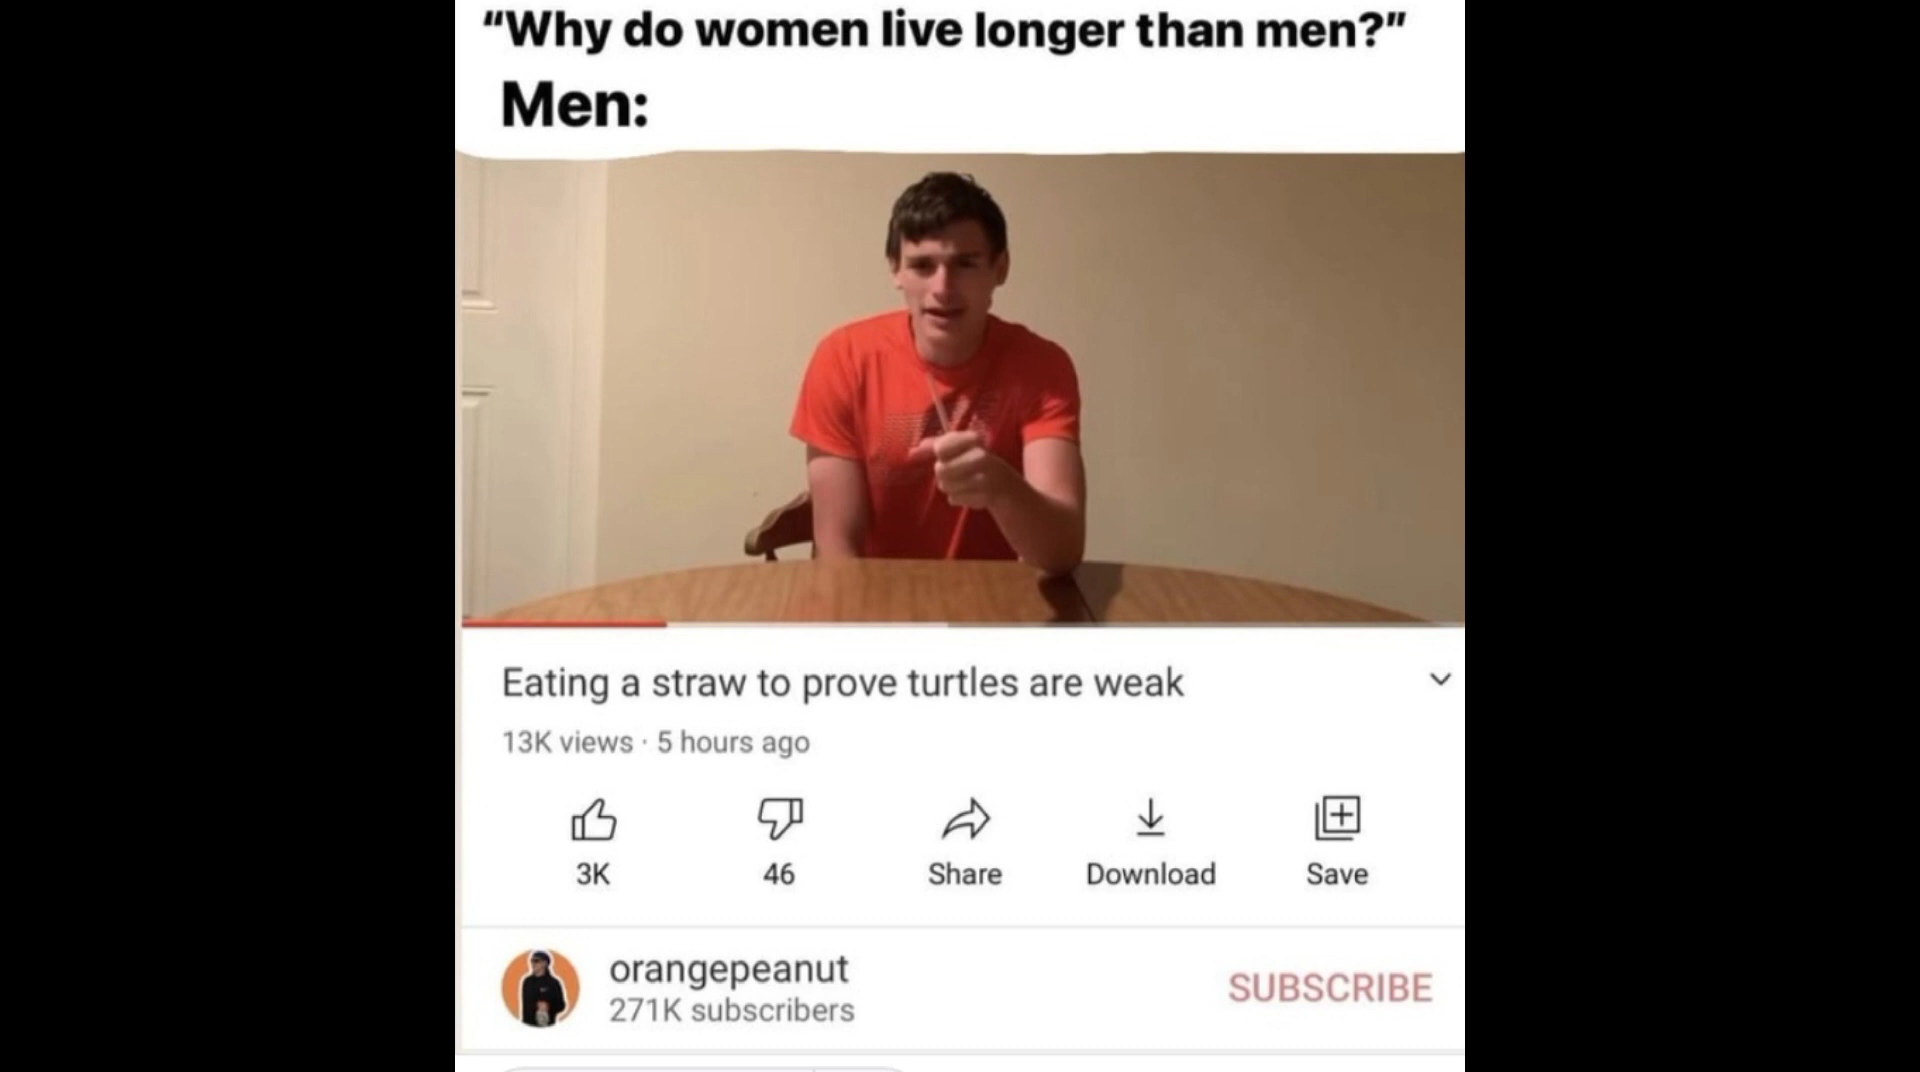 “Why do women live longer than men?”
Men:
Eating a straw to prove turtles are weak
13K views · 5 hours ago
3K
46
Share
Download
Save
orangepeanut
271K subscribers
SUBSCRIBE